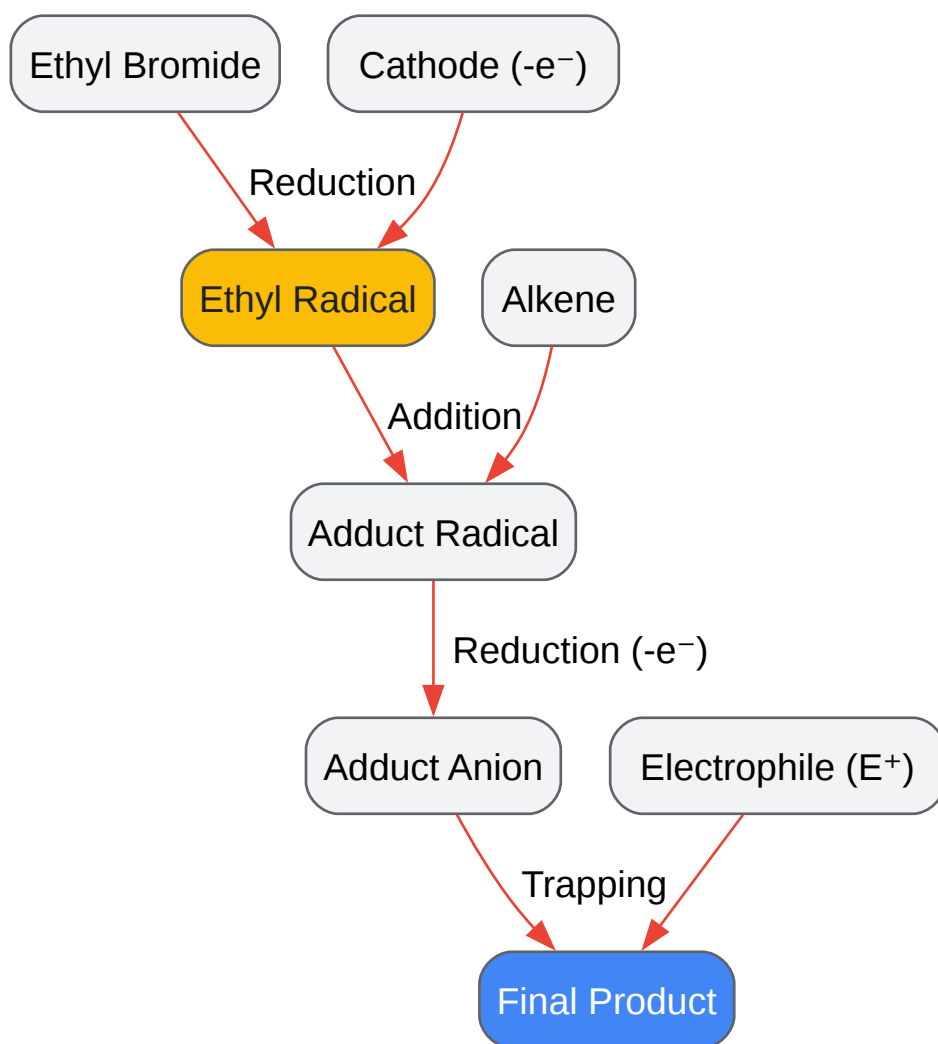 Ethyl Bromide
Cathode (-e⁻)
Reduction
Ethyl Radical
Alkene
Addition
Adduct Radical
Reduction (-e⁻)
Adduct Anion
Electrophile (E⁺)
Trapping
Final Product